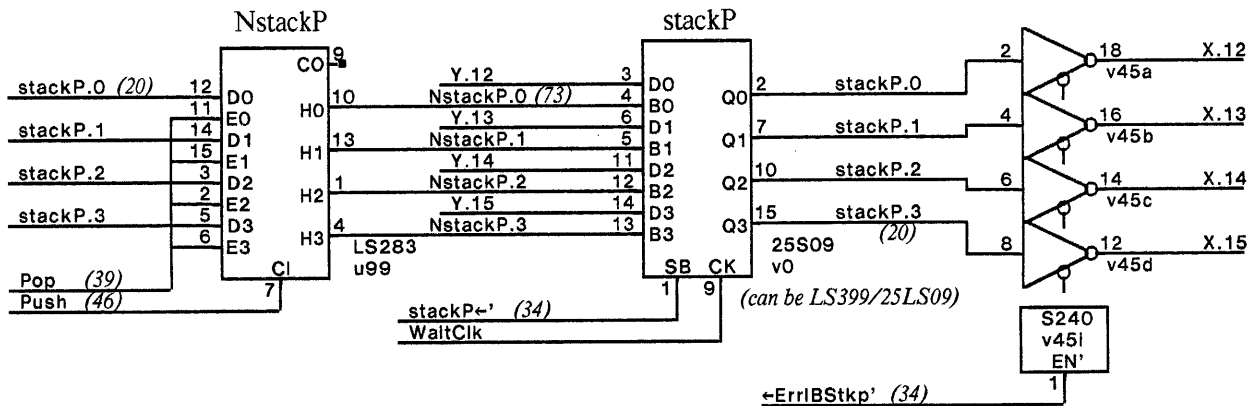 NstackP
stackP
9
CO
stackP.0 (20)
12
D0
11
E0
stackP.1
14
D1
15
E1
stackP.2
3
D2
2
E2
stackP.3
5
D3
6
E3
CI
7
Pop (39)
Push (46)
10
H0
13
H1
1
H2
4
H3
LS283
u99
Y.12
3
D0
NstackP.0 (73)
4
B0
Y.13
6
D1
NstackP.1
5
B1
Y.14
11
D2
NstackP.2
12
B2
Y.15
14
D3
NstackP.3
13
B3
SB CK
1
9
stackP←' (34)
WaitClk
2
Q0
stackP.0
7
Q1
stackP.1
10
Q2
stackP.2
15
Q3
stackP.3
(20)
25S09
v0
(can be LS399/25LS09)
2
18
v45a
X.12
4
16
v45b
X.13
6
14
v45c
X.14
8
12
v45d
X.15
S240
v45i
EN'
1
←ErrIBStkp' (34)